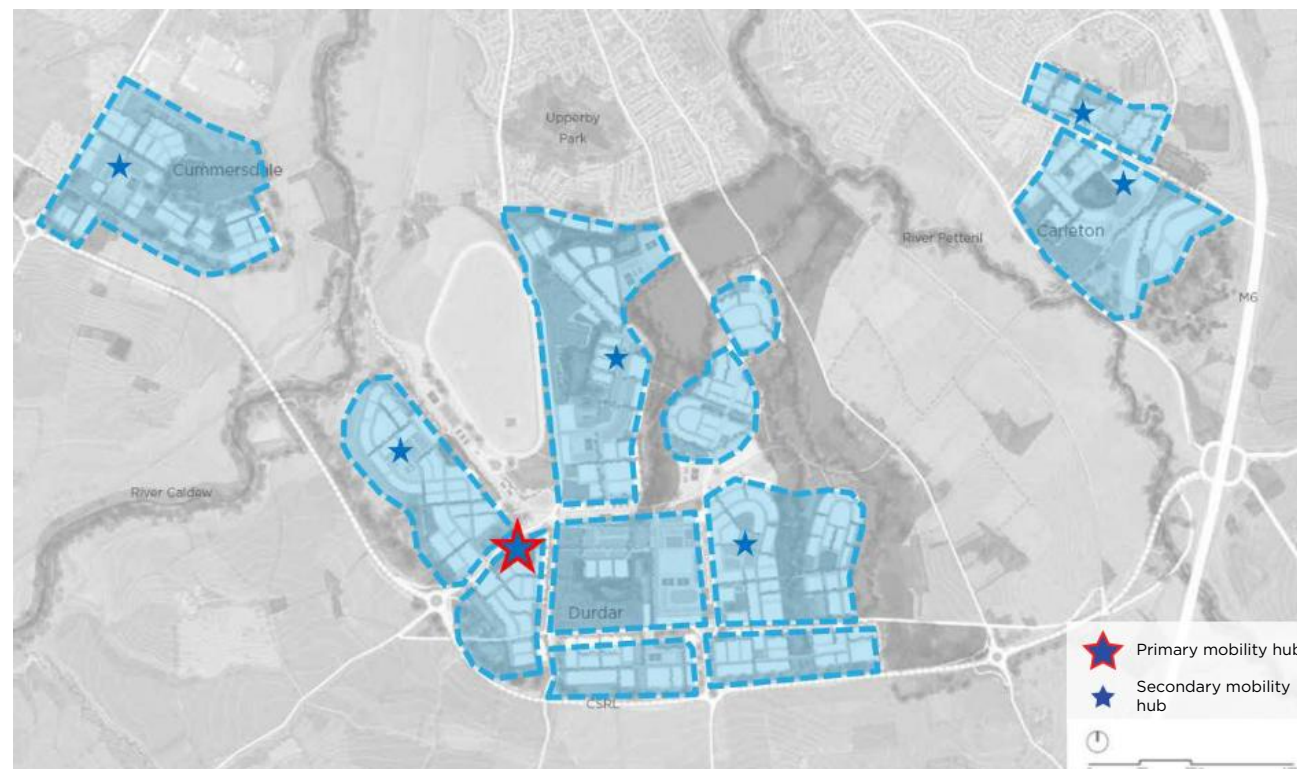 Upperby
Park
Cummersdale
River Petteril
Carleton
M6
River Caldew
Durdar
CSRL
Primary mobility hub
Secondary mobility
hub